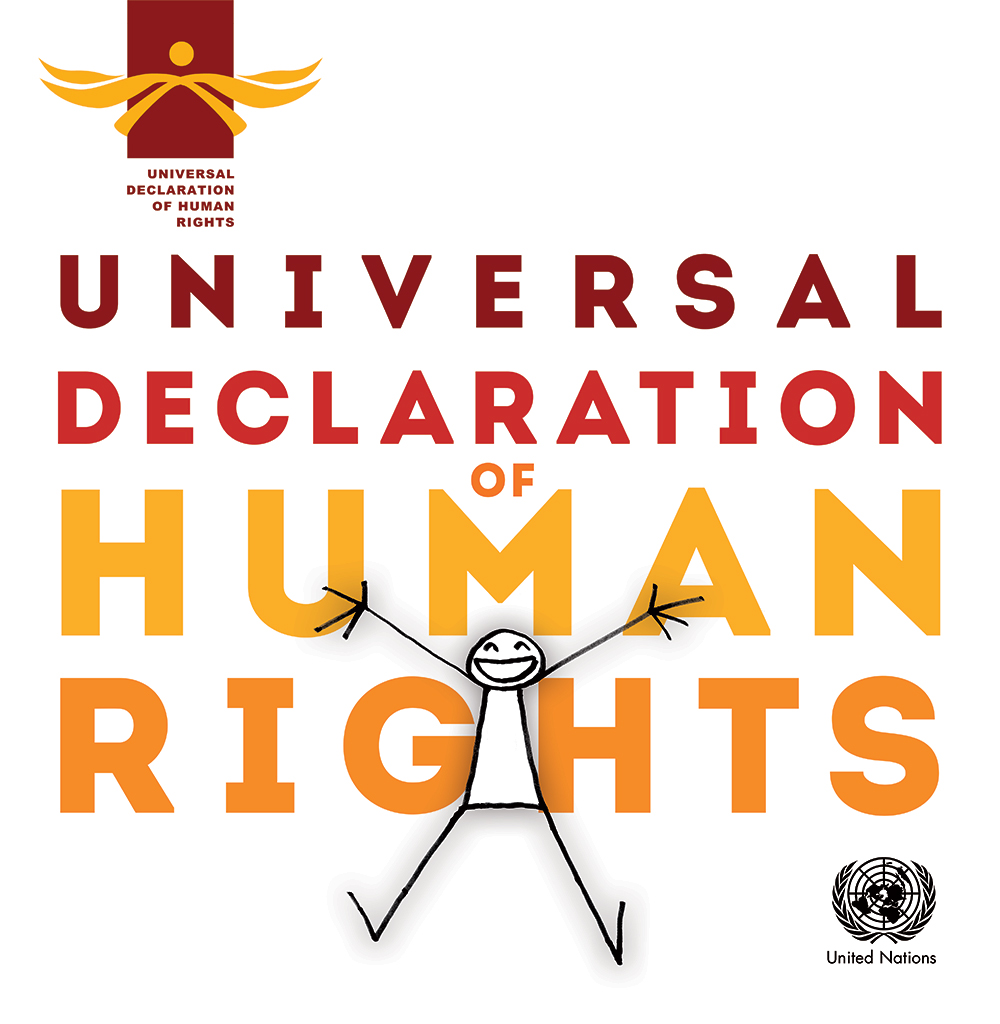 UNIVERSAL
DECLARATION
OF HUMAN
RIGHTS
UNIVERSAL
DECLARATION
OF
HUMAN
RIGHTS
United Nations